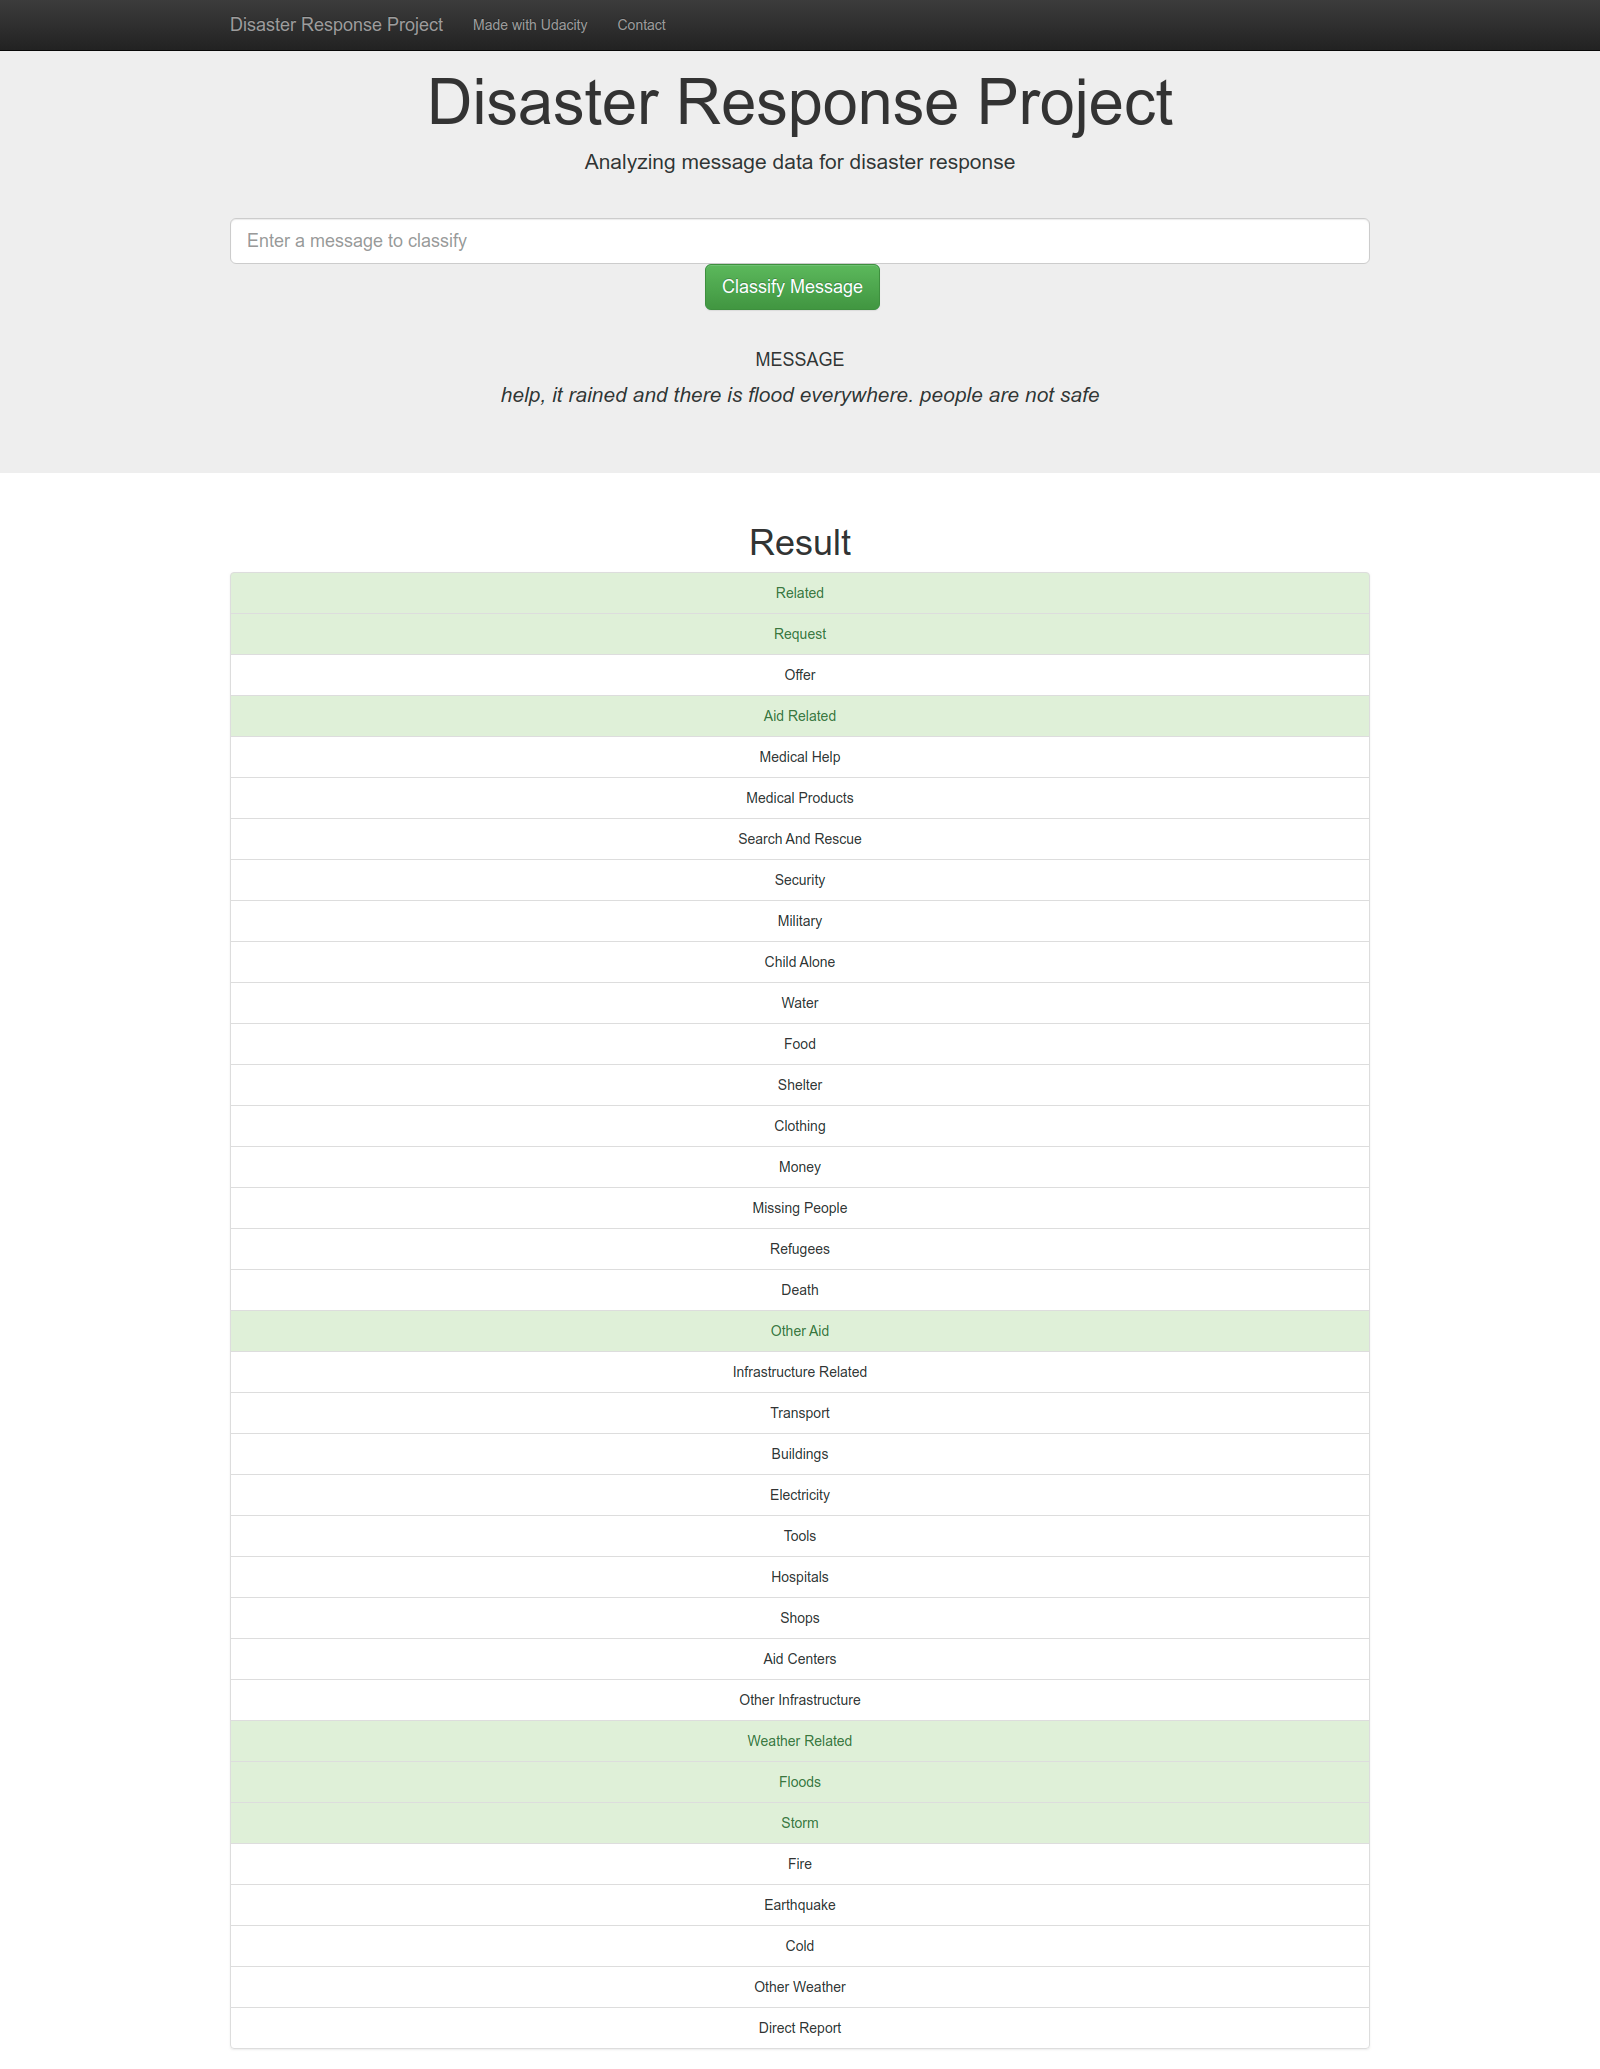 Disaster Response Project Made with Udacity Contact
Disaster Response Project
Analyzing message data for disaster response
Enter a message to classify
Classify Message
MESSAGE
help, it rained and there is flood everywhere. people are not safe
Result
Related
Request
Offer
Aid Related
Medical Help
Medical Products
Search And Rescue
Security
Military
Child Alone
Water
Food
Shelter
Clothing
Money
Missing People
Refugees
Death
Other Aid
Infrastructure Related
Transport
Buildings
Electricity
Tools
Hospitals
Shops
Aid Centers
Other Infrastructure
Weather Related
Floods
Storm
Fire
Earthquake
Cold
Other Weather
Direct Report